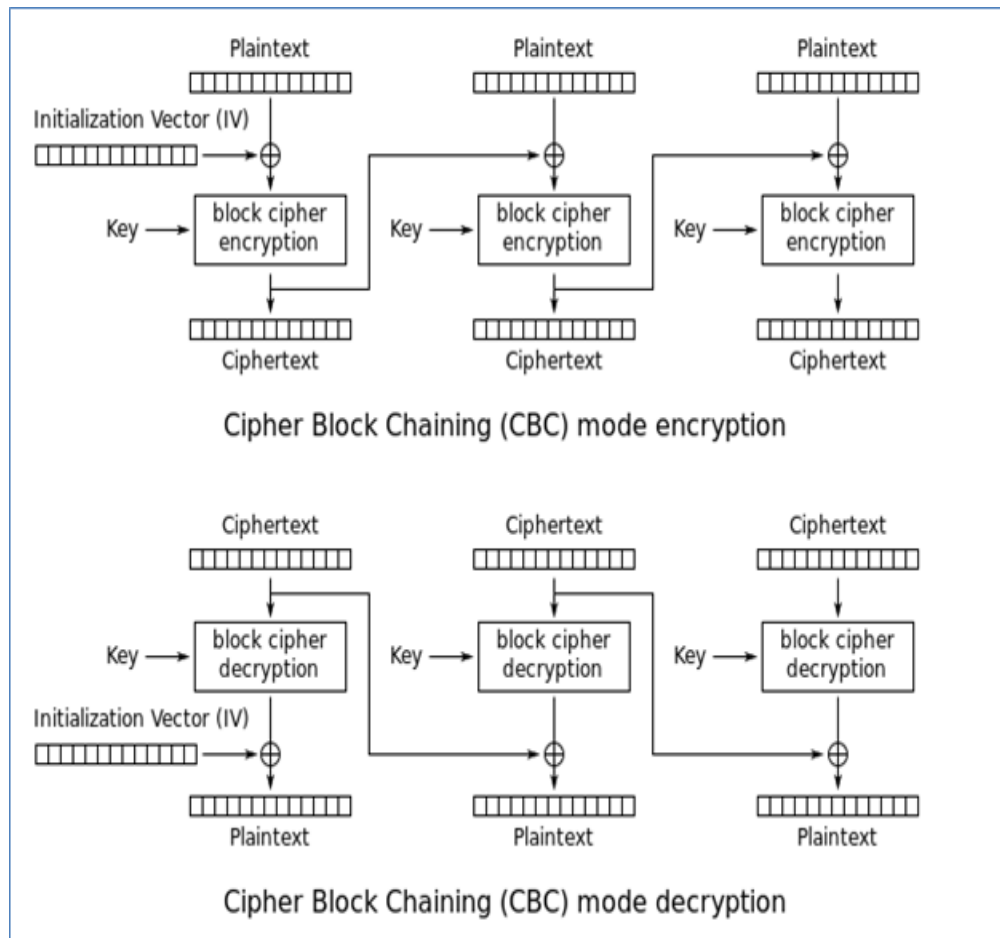 Plaintext Plaintext Plaintext
Initialization Vector (IV)
Key block cipher encryption Key block cipher encryption Key block cipher encryption
Ciphertext Ciphertext Ciphertext
Cipher Block Chaining (CBC) mode encryption
Ciphertext Ciphertext Ciphertext
Key block cipher decryption Key block cipher decryption Key block cipher decryption
Initialization Vector (IV)
Plaintext Plaintext Plaintext
Cipher Block Chaining (CBC) mode decryption